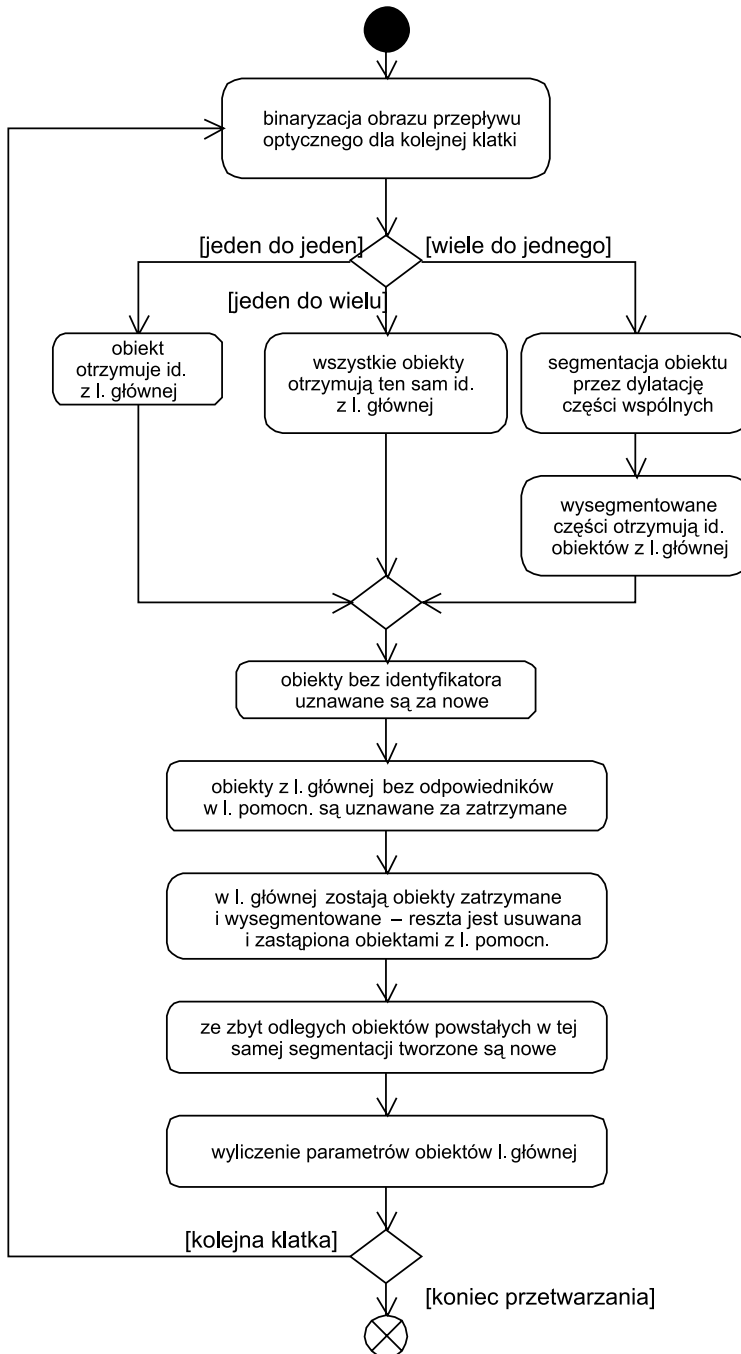 binaryzacja obrazu przepływu
optycznego dla kolejnej klatki
[jeden do jeden]
[wiele do jednego]
[jeden do wielu]
obiekt
otrzymuje id.
z l. głównej
wszystkie obiekty
otrzymują ten sam id.
z l. głównej
segmentacja obiektu
przez dylatację
części wspólnych
wysegmentowane
części otrzymują id.
obiektów z l. głównej
obiekty bez identyfikatora
uznawane są za nowe
obiekty z l. głównej bez odpowiedników
w l. pomocn. są uznawane za zatrzymane
w l. głównej zostają obiekty zatrzymane
i wysegmentowane – reszta jest usuwana
i zastąpiona obiektami z l. pomocn.
ze zbyt odległych obiektów powstałych w tej
samej segmentacji tworzone są nowe
wyliczenie parametrów obiektów l. głównej
[kolejna klatka]
[koniec przetwarzania]